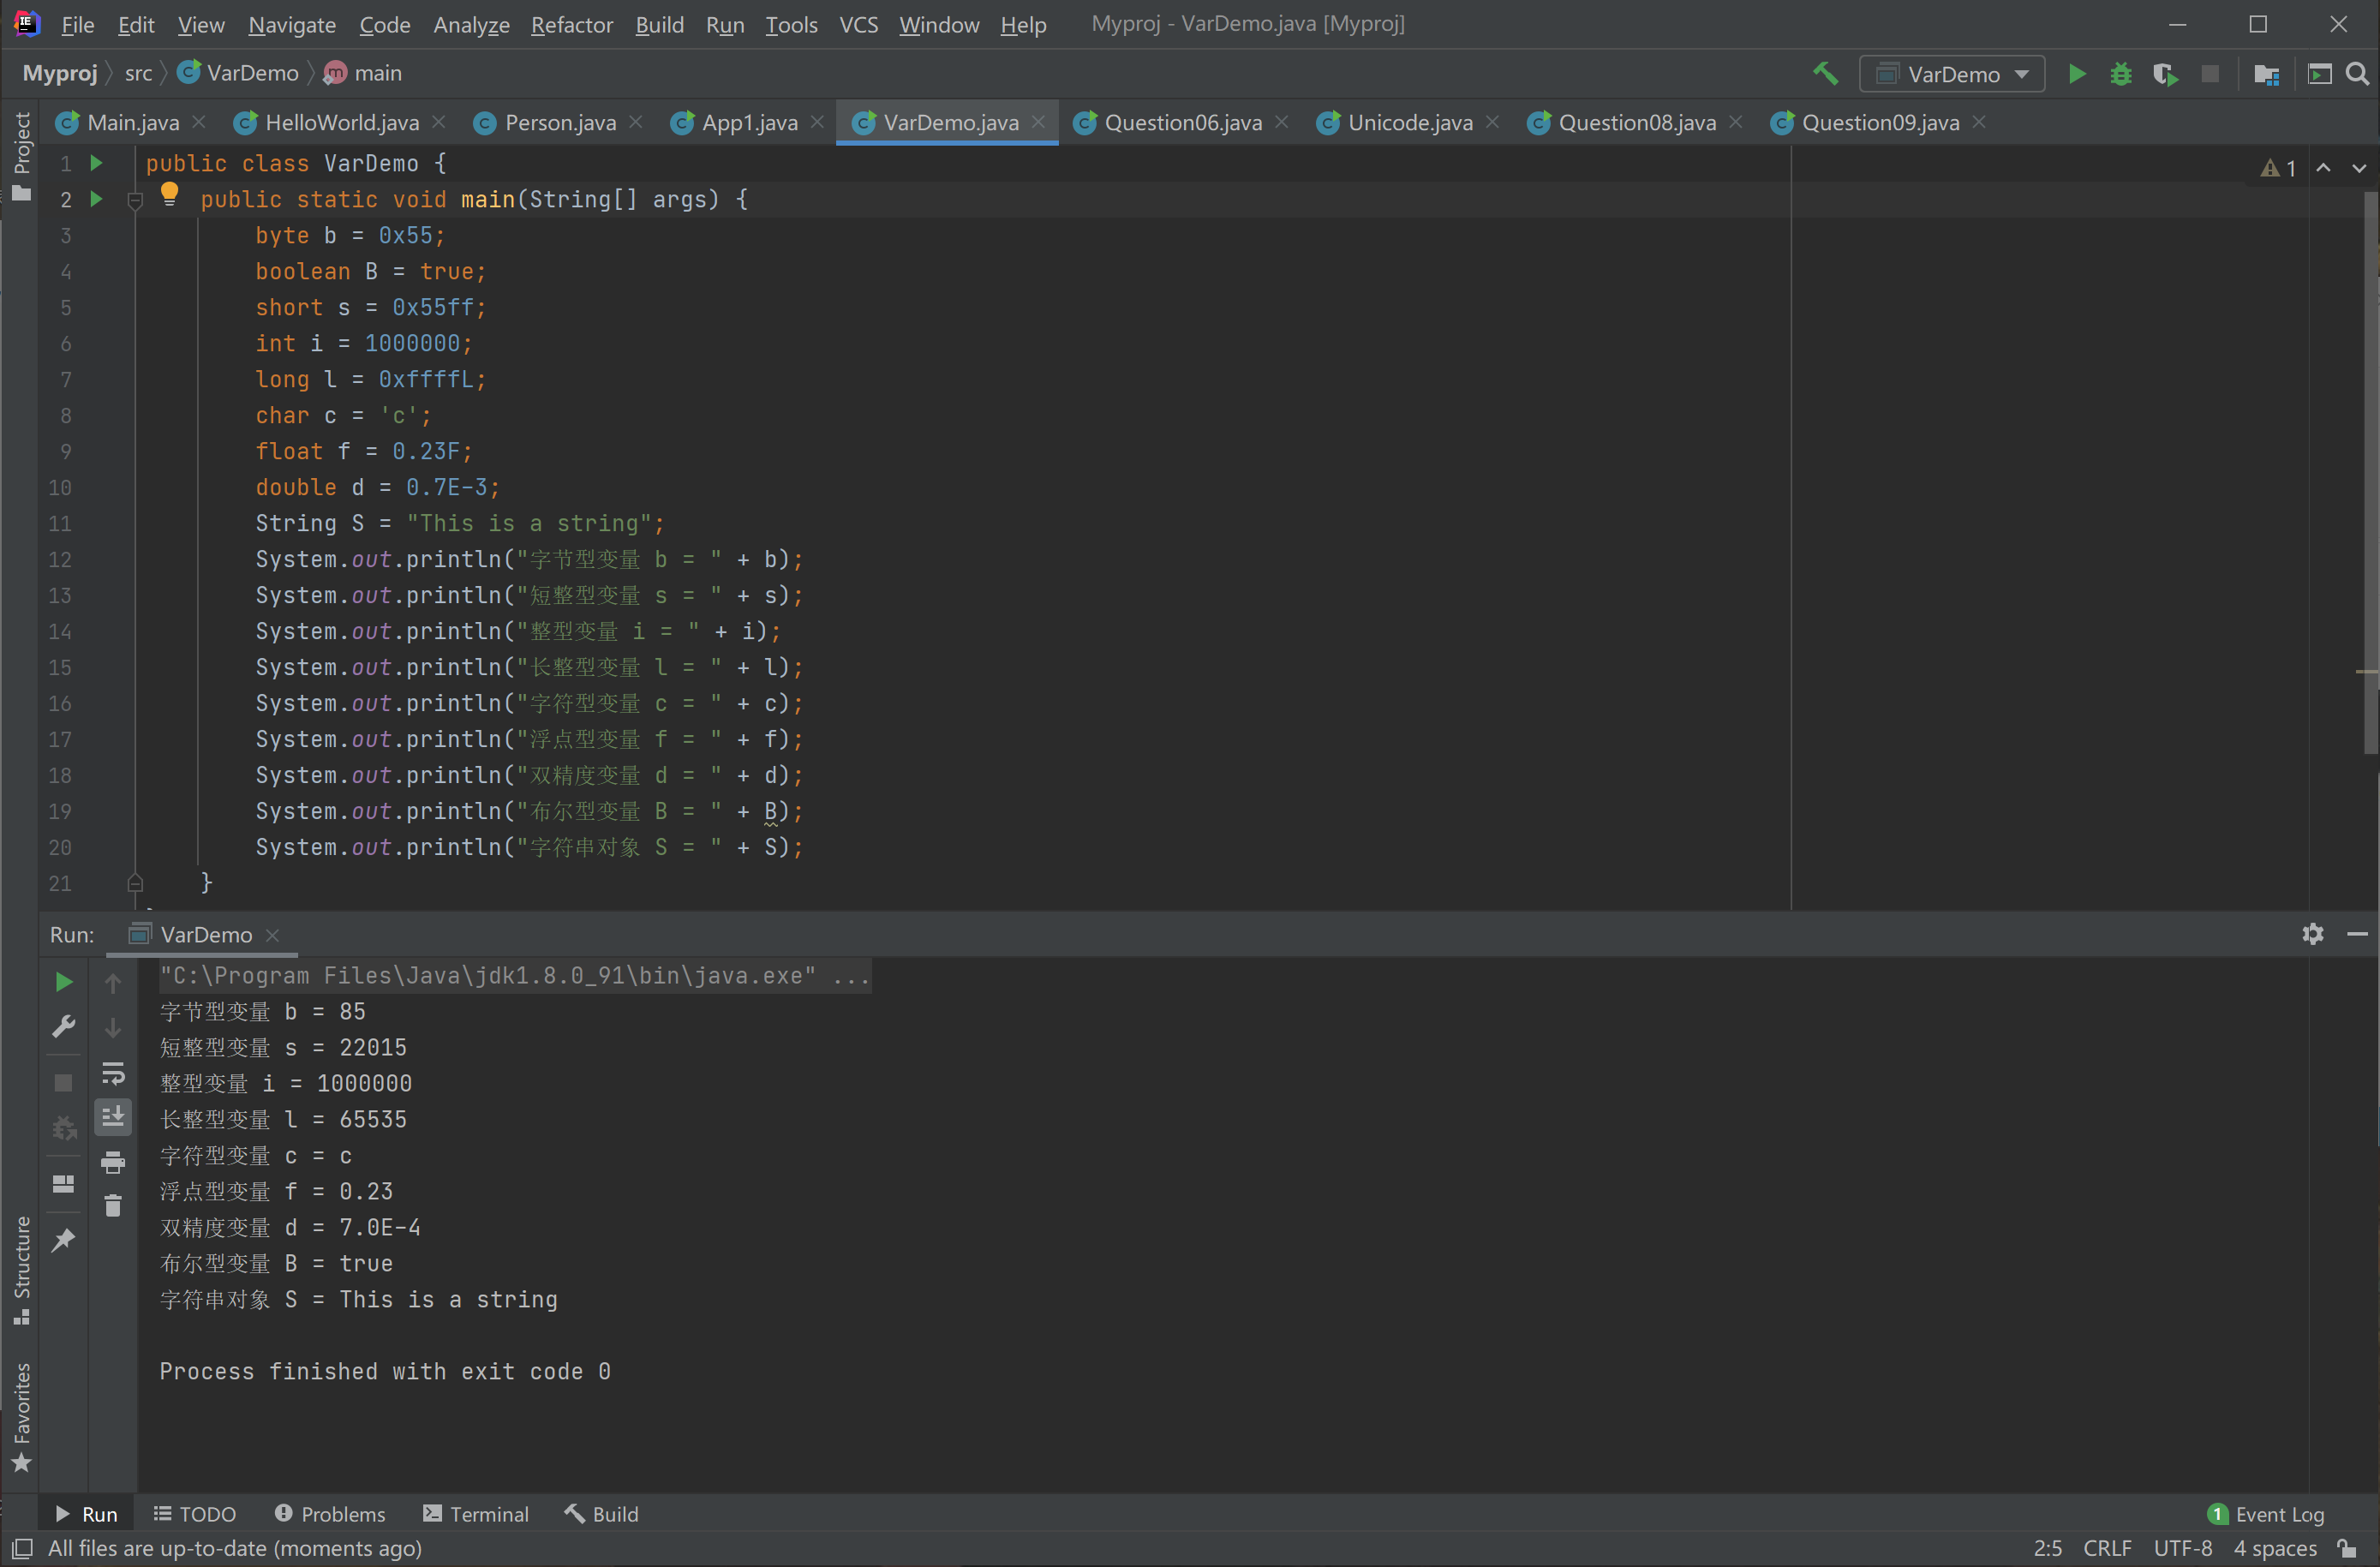 File Edit View Navigate Code Analyze Refactor Build Run Tools VCS Window Help Myproj - VarDemo.java [Myproj]
Myproj src VarDemo main VarDemo
Main.java HelloWorld.java Person.java App1.java VarDemo.java Question06.java Unicode.java Question08.java Question09.java
Project
1 public class VarDemo { 1
2 public static void main(String[] args) {
3 byte b = 0x55;
4 boolean B = true;
5 short s = 0x55ff;
6 int i = 1000000;
7 long l = 0xffffL;
8 char c = 'c';
9 float f = 0.23F;
10 double d = 0.7E-3;
11 String S = "This is a string";
12 System.out.println("字节型变量 b = " + b);
13 System.out.println("短整型变量 s = " + s);
14 System.out.println("整型变量 i = " + i);
15 System.out.println("长整型变量 l = " + l);
16 System.out.println("字符型变量 c = " + c);
17 System.out.println("浮点型变量 f = " + f);
18 System.out.println("双精度变量 d = " + d);
19 System.out.println("布尔型变量 B = " + B);
20 System.out.println("字符串对象 S = " + S);
21 }
Run: VarDemo
"C:\Program Files\Java\jdk1.8.0_91\bin\java.exe" ...
字节型变量 b = 85
短整型变量 s = 22015
整型变量 i = 1000000
长整型变量 l = 65535
字符型变量 c = c
浮点型变量 f = 0.23
双精度变量 d = 7.0E-4
布尔型变量 B = true
字符串对象 S = This is a string
Process finished with exit code 0
Structure
Favorites
Run TODO Problems Terminal Build 1 Event Log
All files are up-to-date (moments ago) 2:5 CRLF UTF-8 4 spaces